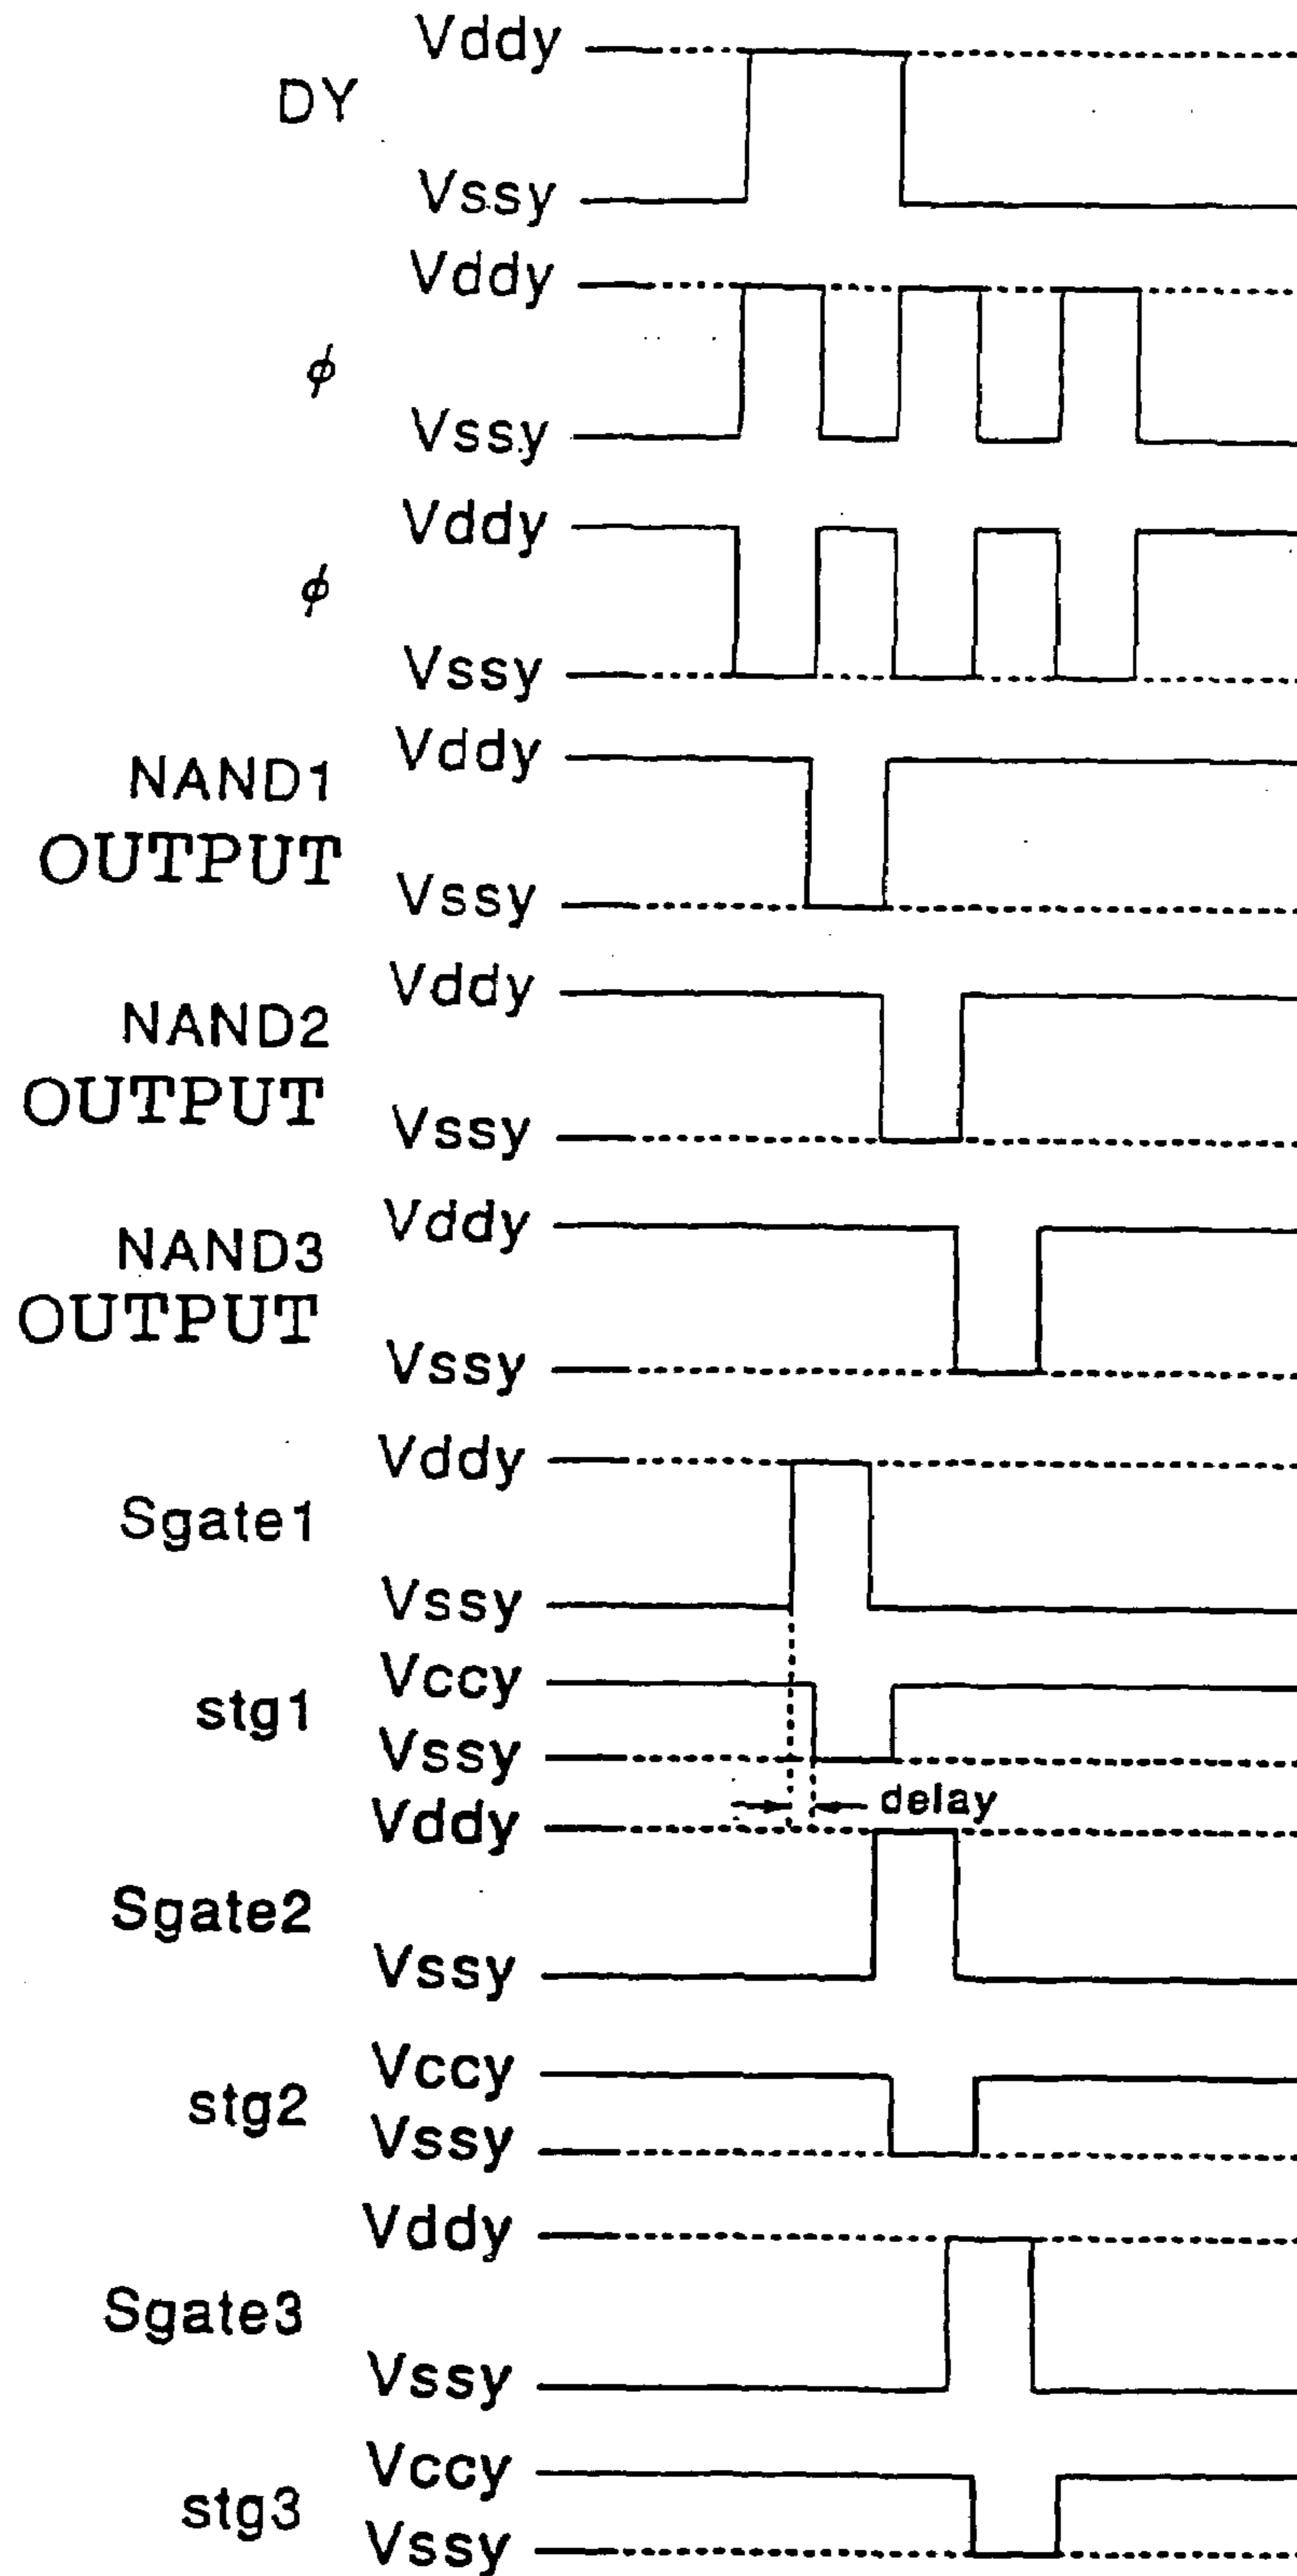 Vddy
DY
Vssy
Vddy
ϕ
Vssy
Vddy
ϕ
Vssy
Vddy
NAND1
OUTPUT
Vssy
Vddy
NAND2
OUTPUT
Vssy
Vddy
NAND3
OUTPUT
Vssy
Vddy
Sgate1
Vssy
Vccy
stg1
Vssy
delay
Vddy
Sgate2
Vssy
Vccy
stg2
Vssy
Vddy
Sgate3
Vssy
Vccy
stg3
Vssy